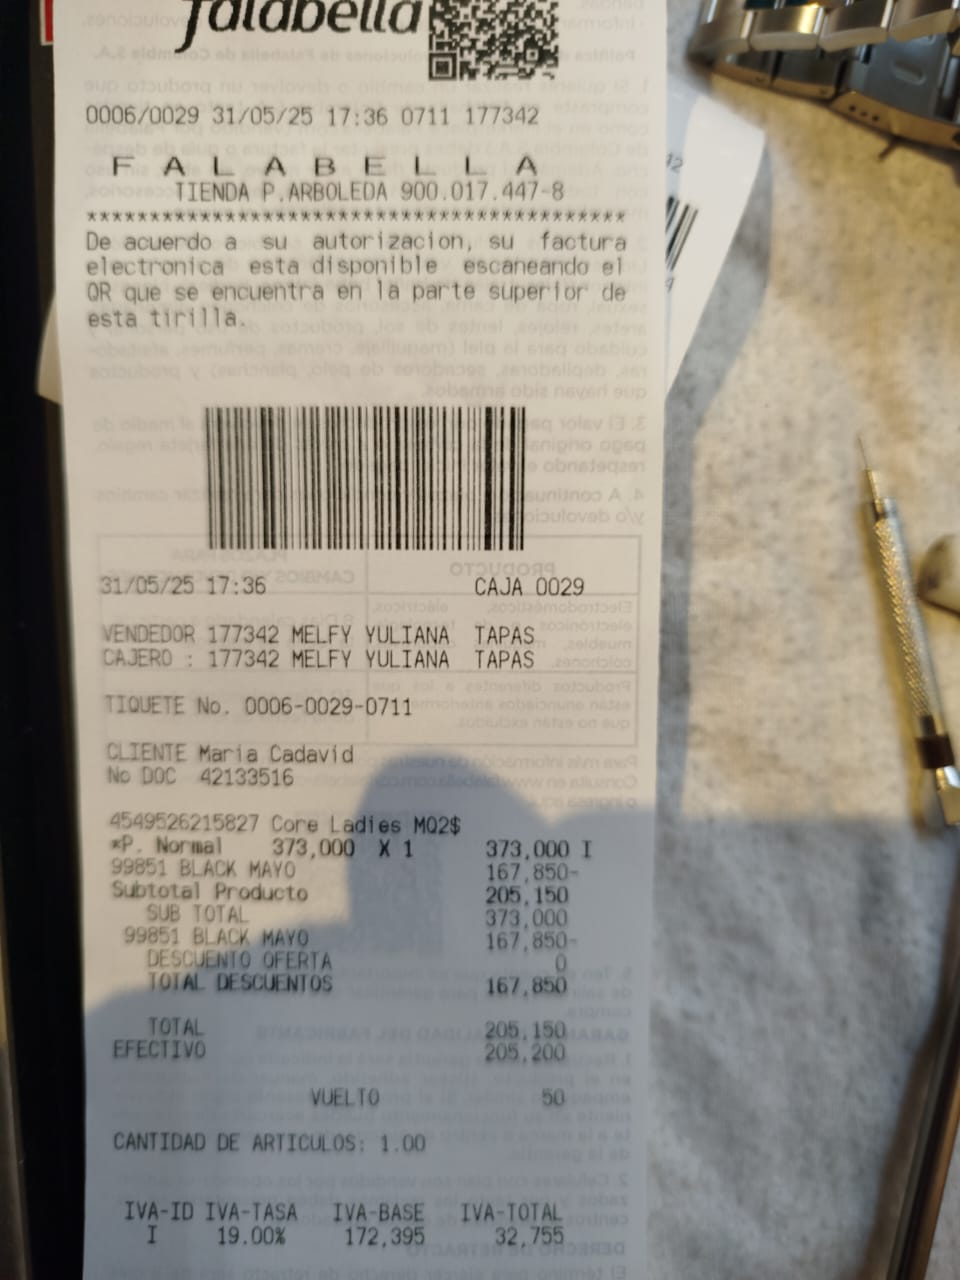 falabella
0006/0029 31/05/25 17:36 0711 177342
F A L A B E L L A
TIENDA P.ARBOLEDA 900.017.447-8
******************************************
De acuerdo a su autorizacion, su factura
electronica esta disponible escaneando el
QR que se encuentra en la parte superior de
esta tirilla.
31/05/25 17:36 CAJA 0029
VENDEDOR 177342 MELFY YULIANA TAPAS
CAJERO : 177342 MELFY YULIANA TAPAS
TIQUETE No. 0006-0029-0711
CLIENTE Maria Cadavid
No DOC 42133516
4549526215827 Core Ladies MQ2$
*P. Normal 373,000 X 1 373,000 I
99851 BLACK MAYO 167,850-
Subtotal Producto 205,150
SUB TOTAL 373,000
99851 BLACK MAYO 167,850-
DESCUENTO OFERTA 0
TOTAL DESCUENTOS 167,850
TOTAL 205,150
EFECTIVO 205,200
VUELTO 50
CANTIDAD DE ARTICULOS: 1.00
IVA-ID IVA-TASA IVA-BASE IVA-TOTAL
I 19.00% 172,395 32,755